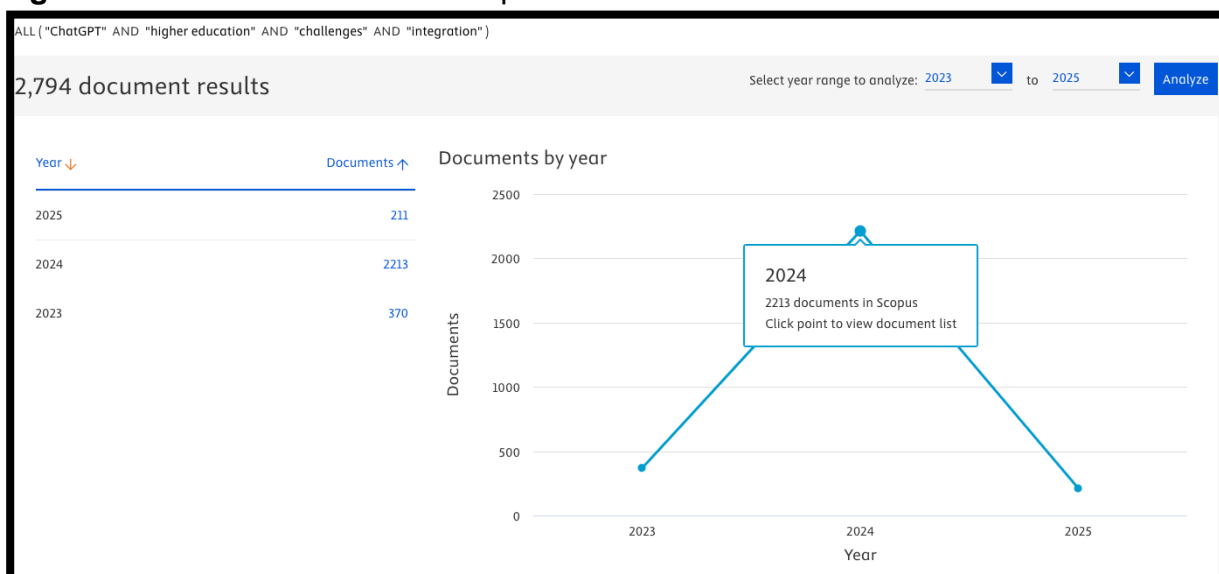 ALL ( "ChatGPT" AND "higher education" AND "challenges" AND "integration" )
2,794 document results
Select year range to analyze: 2023 to 2025 Analyze
Year Documents
2025 211
2024 2213
2023 370
Documents by year
2500
2000
1500
1000
500
0
Documents
2024
2213 documents in Scopus
Click point to view document list
2023 2024 2025
Year